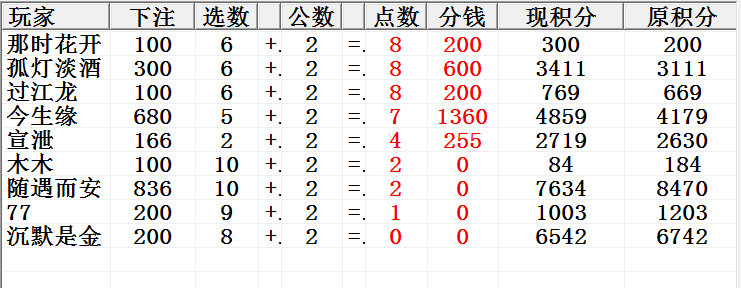 玩家 下注 选数 公数 点数 分钱 现积分 原积分
那时花开 100 6 +. 2 =. 8 200 300 200
孤灯淡酒 300 6 +. 2 =. 8 600 3411 3111
过江龙 100 6 +. 2 =. 8 200 769 669
今生缘 680 5 +. 2 =. 7 1360 4859 4179
宣泄 166 2 +. 2 =. 4 255 2719 2630
木木 100 10 +. 2 =. 2 0 84 184
随遇而安 836 10 +. 2 =. 2 0 7634 8470
77 200 9 +. 2 =. 1 0 1003 1203
沉默是金 200 8 +. 2 =. 0 0 6542 6742